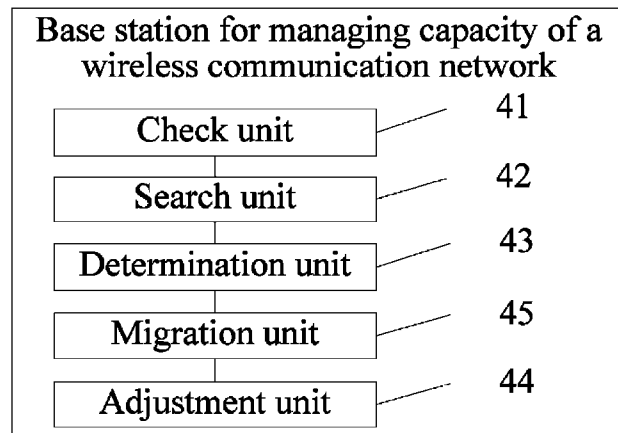 Base station for managing capacity of a
wireless communication network
Check unit 41
Search unit 42
Determination unit 43
Migration unit 45
Adjustment unit 44